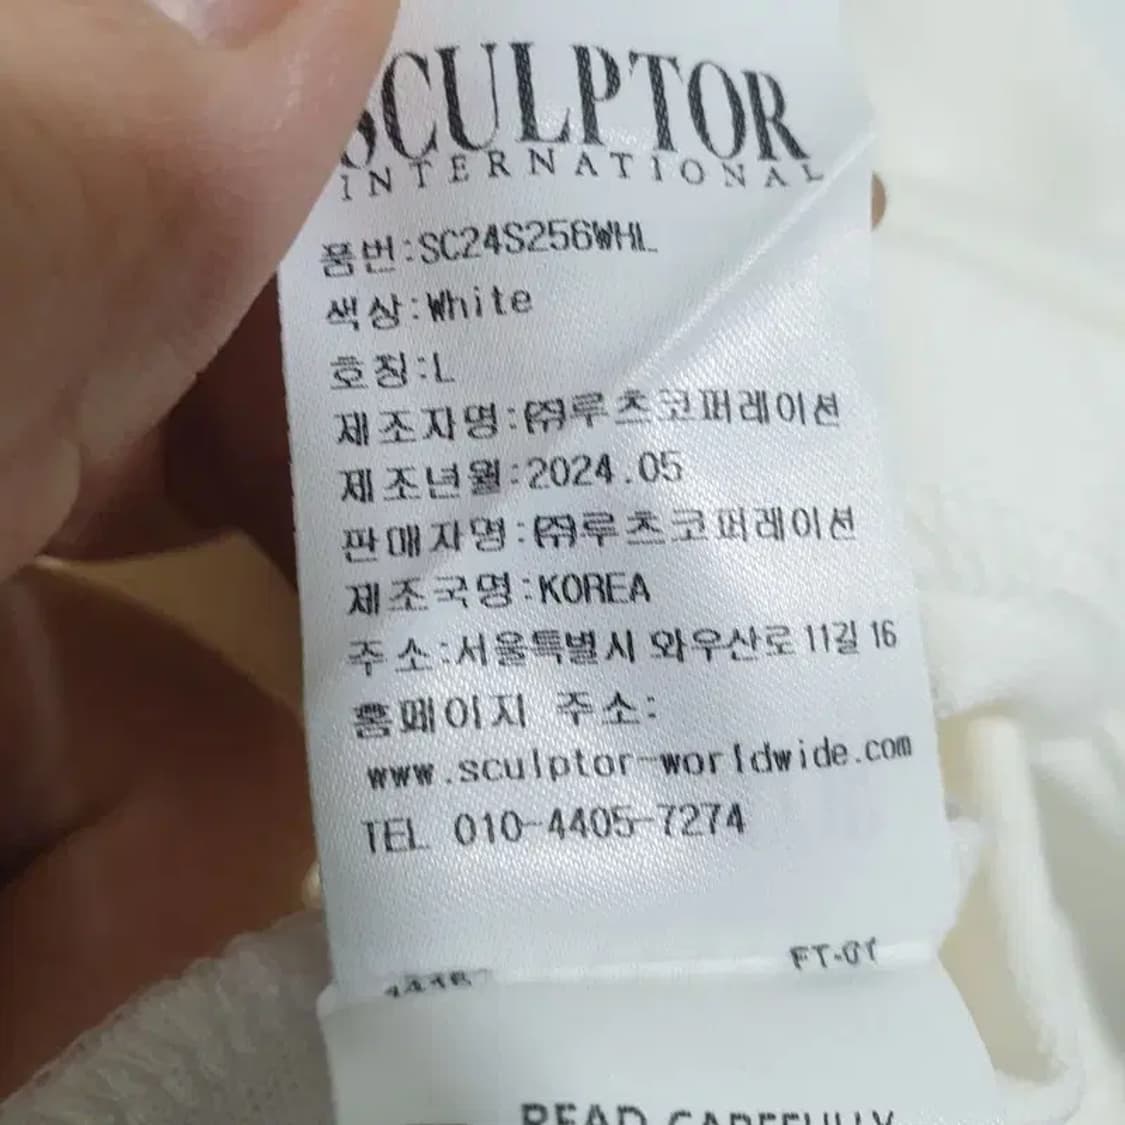 SCULPTOR
INTERNATIONAL
품번:SC24S256WHL
색상:White
호칭:L
제조자명:㈜루츠코퍼레이션
제조년월:2024.05
판매자명:㈜루츠코퍼레이션
제조국명:KOREA
주소:서울특별시 와우산로 11길 16
홈페이지 주소:
www.sculptor-worldwide.com
TEL 010-4405-7274
FT-01
READ CAREFULLY